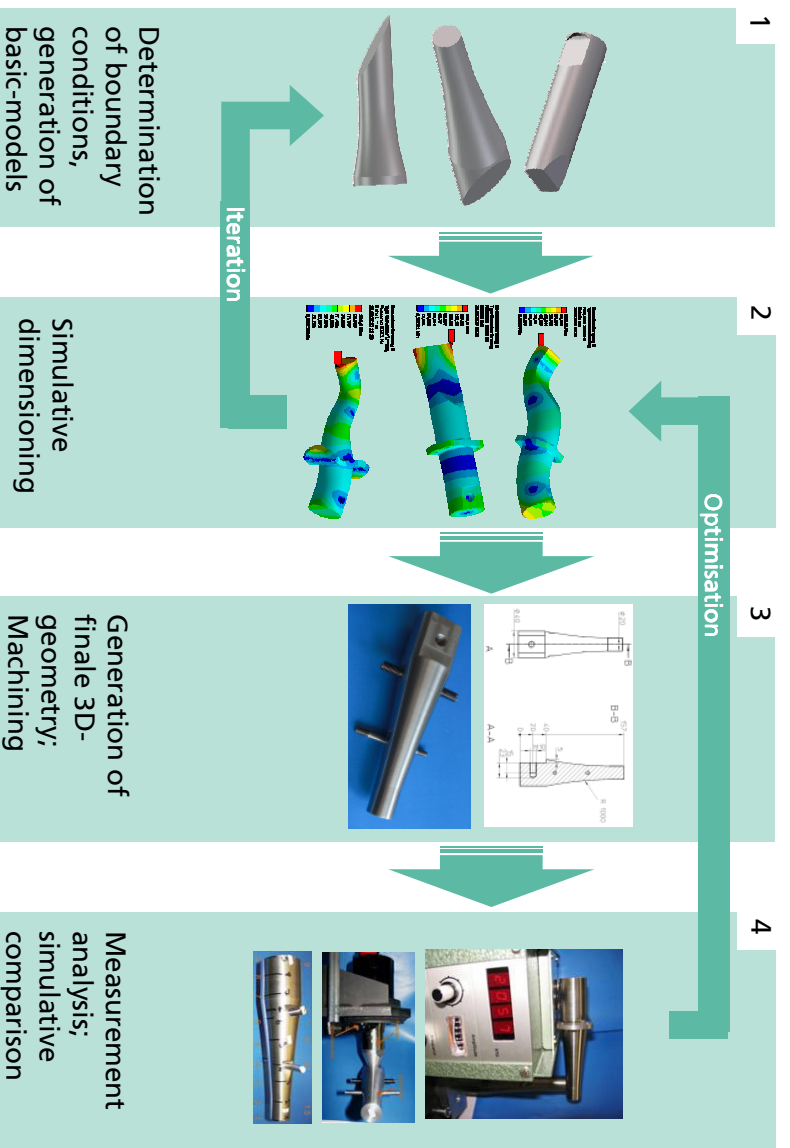 1
Determination
of boundary
conditions,
generation of
basic-models
Iteration
2
Simulative
dimensioning
Optimisation
3
Generation of
finale 3D-
geometry;
Machining
B-B
A-A
A
B
B
R 1000
4
Measurement
analysis;
simulative
comparison